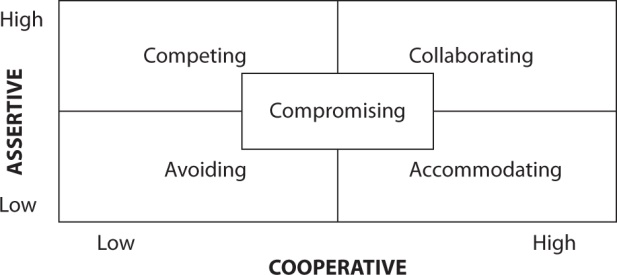 High
Competing
Collaborating
ASSERTIVE
Compromising
Avoiding
Accommodating
Low
Low
High
COOPERATIVE